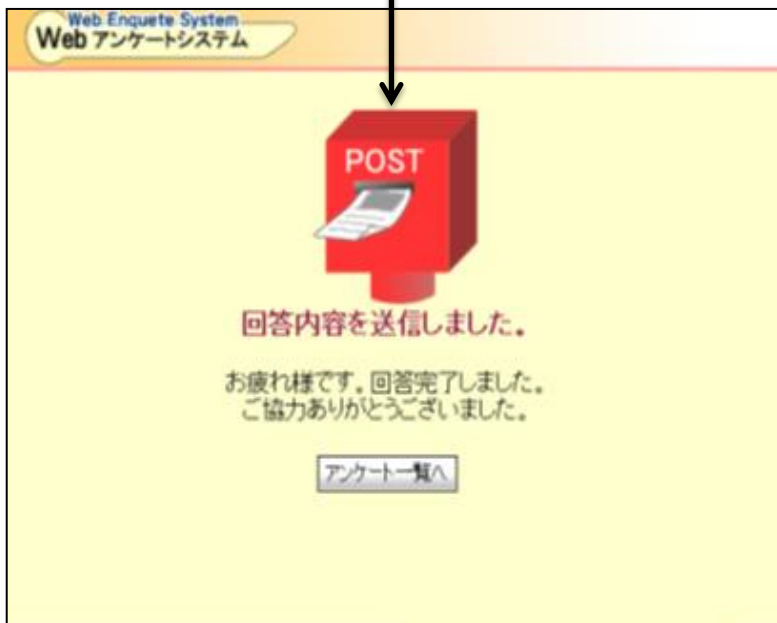 Web Enquete System
Web アンケートシステム
POST
回答内容を送信しました。
お疲れ様です。回答完了しました。
ご協力ありがとうございました。
アンケート一覧へ